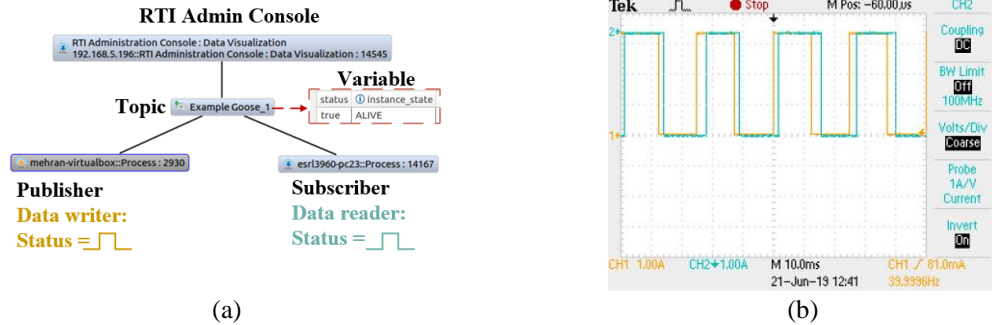 RTI Admin Console
RTI Administration Console : Data Visualization
192.168.5.196::RTI Administration Console : Data Visualization : 14545
Topic
Example Goose_1
Variable
status instance_state
true ALIVE
mehran-virtualbox::Process : 2930
esrl3960-pc23::Process : 14167
Publisher
Data writer:
Status =
Subscriber
Data reader:
Status =
(a)
Tek
Stop
M Pos: -60.00µs
CH2
2
1
Coupling
DC
BW Limit
Off
100MHz
Volts/Div
Coarse
Probe
1A/V
Current
Invert
On
CH1 1.00A
CH2 1.00A
M 10.0ms
CH1 81.0mA
21-Jun-19 12:41
39.9996Hz
(b)